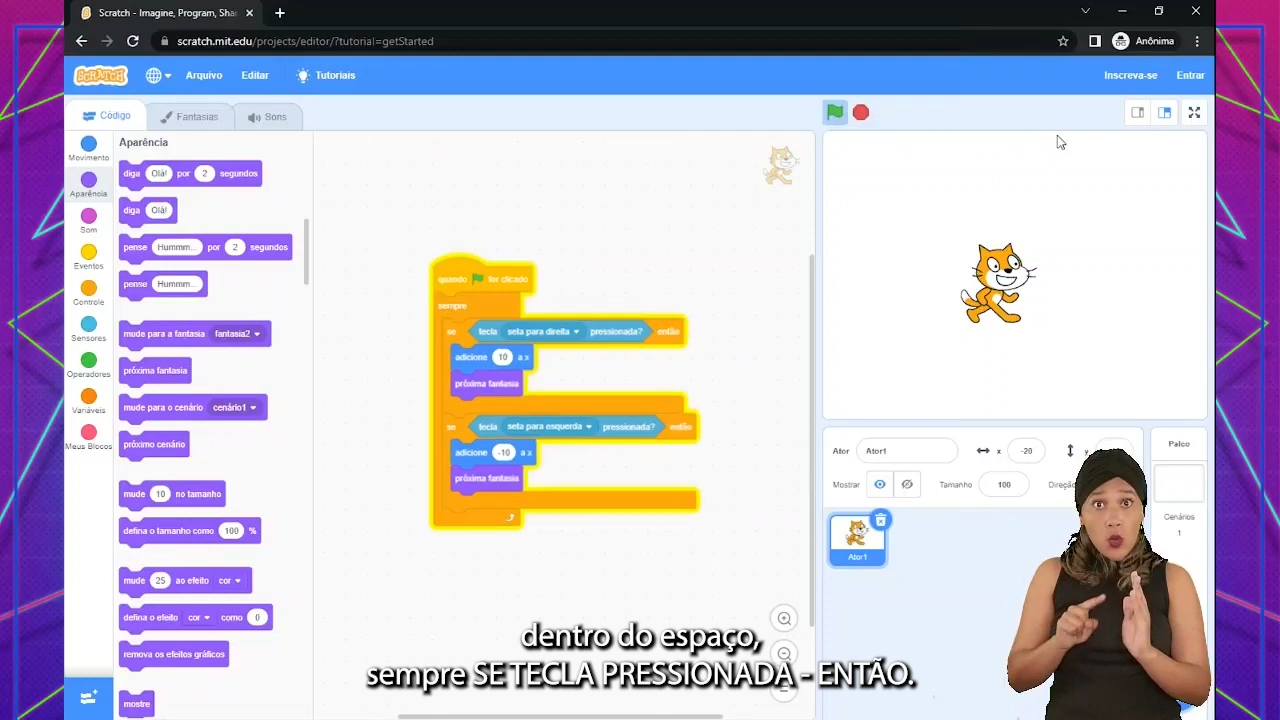 Scratch - Imagine, Program, Shar
scratch.mit.edu/projects/editor/?tutorial=getStarted
Anônima
SCRATCH
Arquivo
Editar
Tutoriais
Inscreva-se
Entrar
Código
Fantasias
Sons
Movimento
Aparência
Som
Eventos
Controle
Sensores
Operadores
Variáveis
Meus Blocos
Aparência
diga Olá! por 2 segundos
diga Olá!
pense Hummm... por 2 segundos
pense Hummm...
mude para a fantasia fantasia2
próxima fantasia
mude para o cenário cenário1
próximo cenário
mude 10 no tamanho
defina o tamanho como 100 %
mude 25 ao efeito cor
defina o efeito cor como 0
remova os efeitos gráficos
mostre
quando for clicado
sempre
se tecla seta para direita pressionada? então
adicione 10 a x
próxima fantasia
se tecla seta para esquerda pressionada? então
adicione -10 a x
próxima fantasia
Ator Ator1 x -20 y
Mostrar Tamanho 100
Ator1
Palco
Cenários
1
dentro do espaço,
sempre SE TECLA PRESSIONADA - ENTÃO.